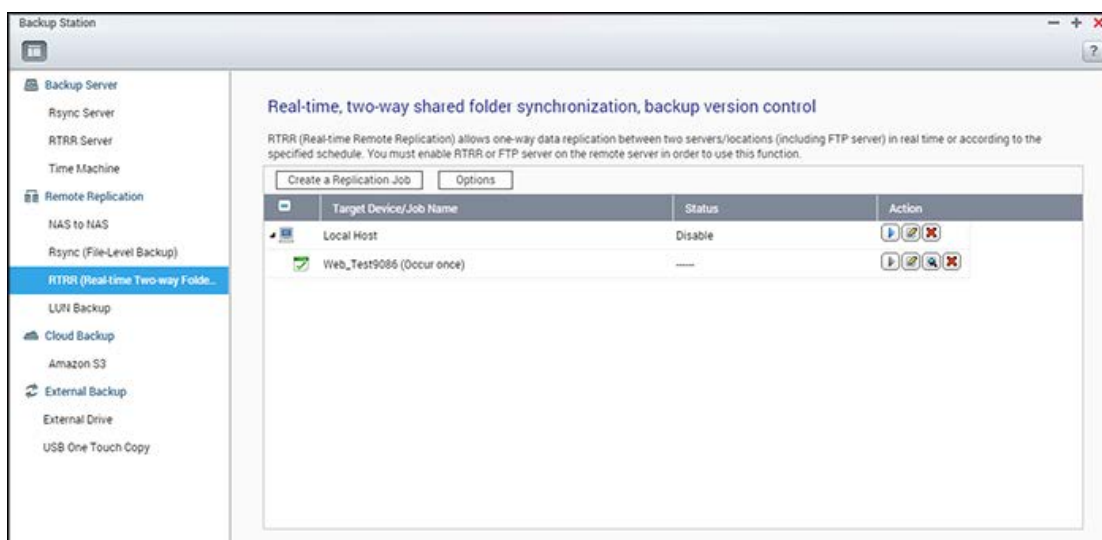 Backup Station
?
Backup Server
Rsync Server
RTRR Server
Time Machine
Remote Replication
NAS to NAS
Rsync (File-Level Backup)
RTRR (Real-time Two-way Folde...
LUN Backup
Cloud Backup
Amazon S3
External Backup
External Drive
USB One Touch Copy
Real-time, two-way shared folder synchronization, backup version control
RTRR (Real-time Remote Replication) allows one-way data replication between two servers/locations (including FTP server) in real time or according to the
specified schedule. You must enable RTRR or FTP server on the remote server in order to use this function.
Create a Replication Job Options
Target Device/Job Name Status Action
Local Host Disable
Web_Test9086 (Occur once) -----